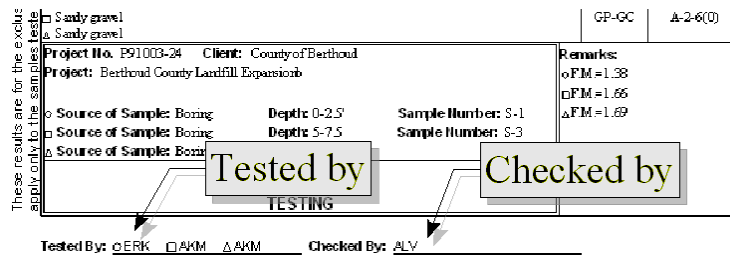 □ Sandy gravel GP-GC A-2-6(0)
△ Sandy gravel
These results are for the exclus
apply only to the samples teste
Project No. P91003-24 Client: County of Berthoud
Project: Berthoud County Landfill Expansionb
Remarks:
○F.M.=1.38
□F.M.=1.66
△F.M.=1.69
○ Source of Sample: Boring Depth: 0-2.5' Sample Number: S-1
□ Source of Sample: Boring Depth: 5-7.5 Sample Number: S-3
△ Source of Sample: Borin
Tested by
Checked by
TESTING
Tested By: ○ERK □AKM △AKM Checked By: ALV